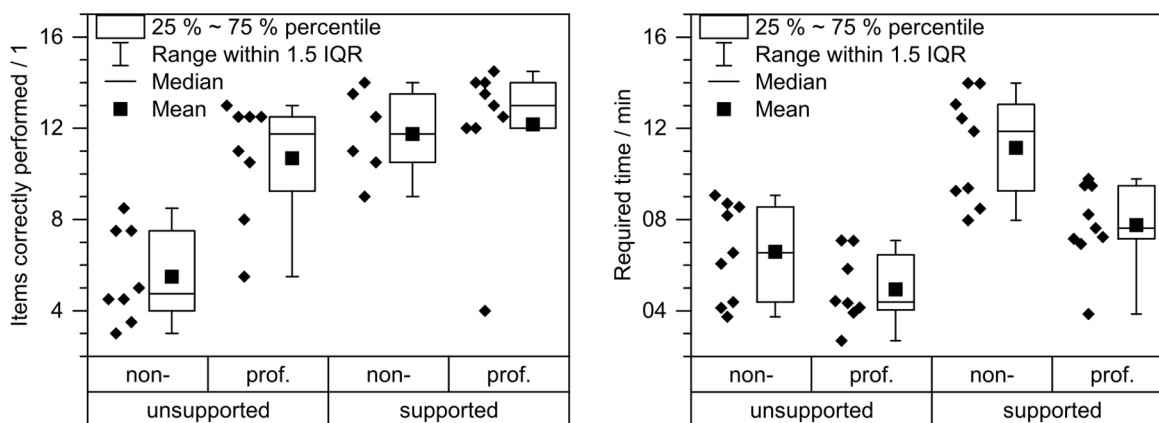 Items correctly performed / 1
16
12
8
4
25 % ~ 75 % percentile
Range within 1.5 IQR
Median
Mean
non- prof. non- prof.
unsupported supported
Required time / min
16
12
08
04
25 % ~ 75 % percentile
Range within 1.5 IQR
Median
Mean
non- prof. non- prof.
unsupported supported